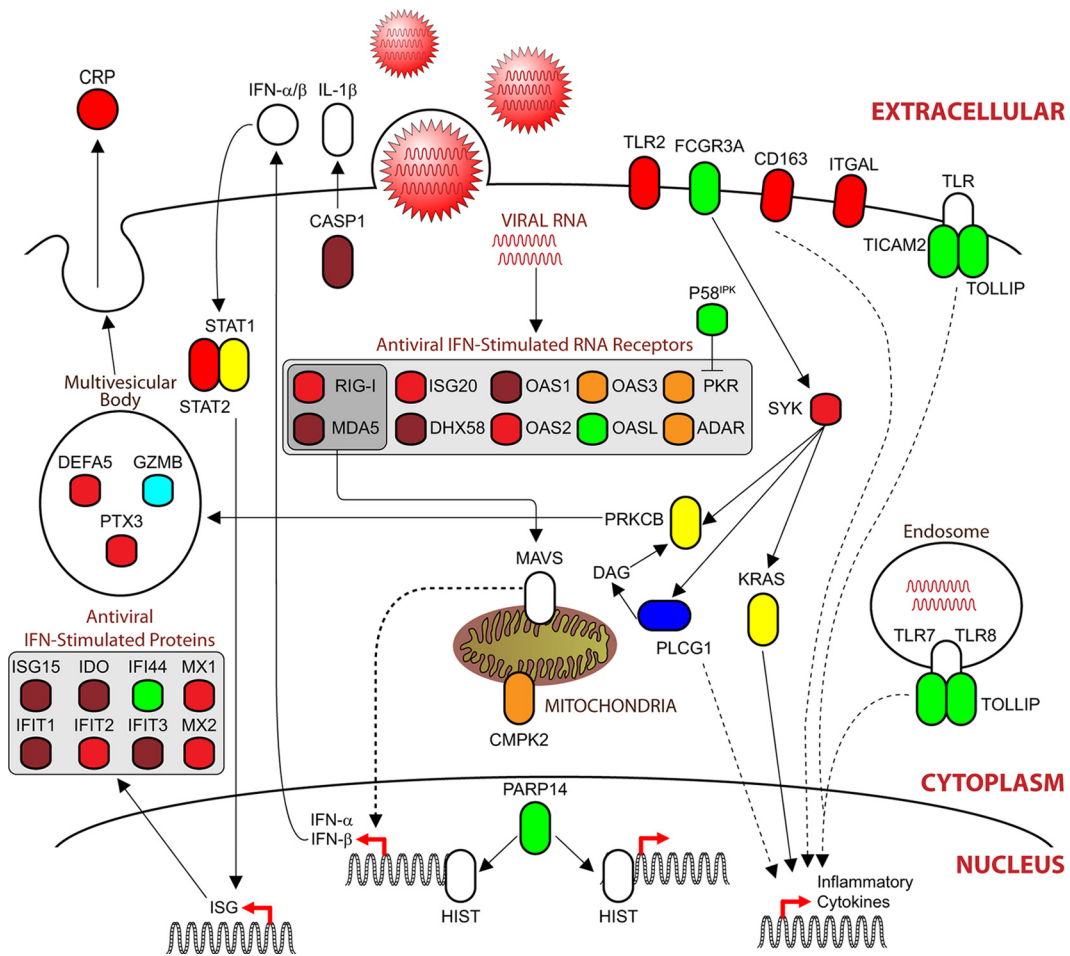 CRP
IFN-α/β
IL-1β
EXTRACELLULAR
TLR2
FCGR3A
CD163
ITGAL
TLR
TICAM2
TOLLIP
CASP1
VIRAL RNA
P58IPK
STAT1
STAT2
Antiviral IFN-Stimulated RNA Receptors
RIG-I
ISG20
OAS1
OAS3
PKR
MDA5
DHX58
OAS2
OASL
ADAR
SYK
Multivesicular
Body
DEFA5
GZMB
PTX3
PRKCB
MAVS
DAG
PLCG1
KRAS
Endosome
TLR7
TLR8
TOLLIP
Antiviral
IFN-Stimulated Proteins
ISG15
IDO
IFI44
MX1
IFIT1
IFIT2
IFIT3
MX2
MITOCHONDRIA
CMPK2
CYTOPLASM
PARP14
IFN-α
IFN-β
NUCLEUS
HIST
HIST
ISG
Inflammatory
Cytokines